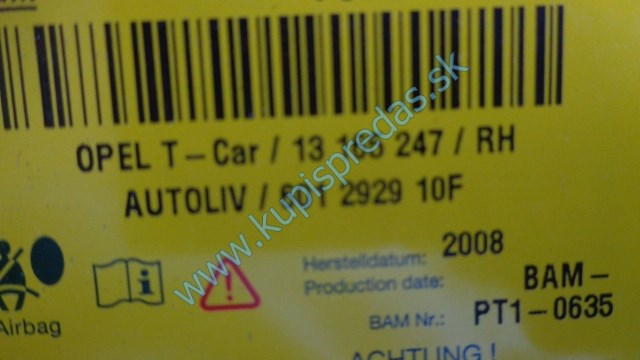 OPEL T-Car / 13 247 / RH
AUTOLIV / 2929 10F
www.kupispredas.sk
Herstelldatum: 2008
Production date:
BAM-
BAM Nr.: PT1-0635
Airbag
ACHTUNG!